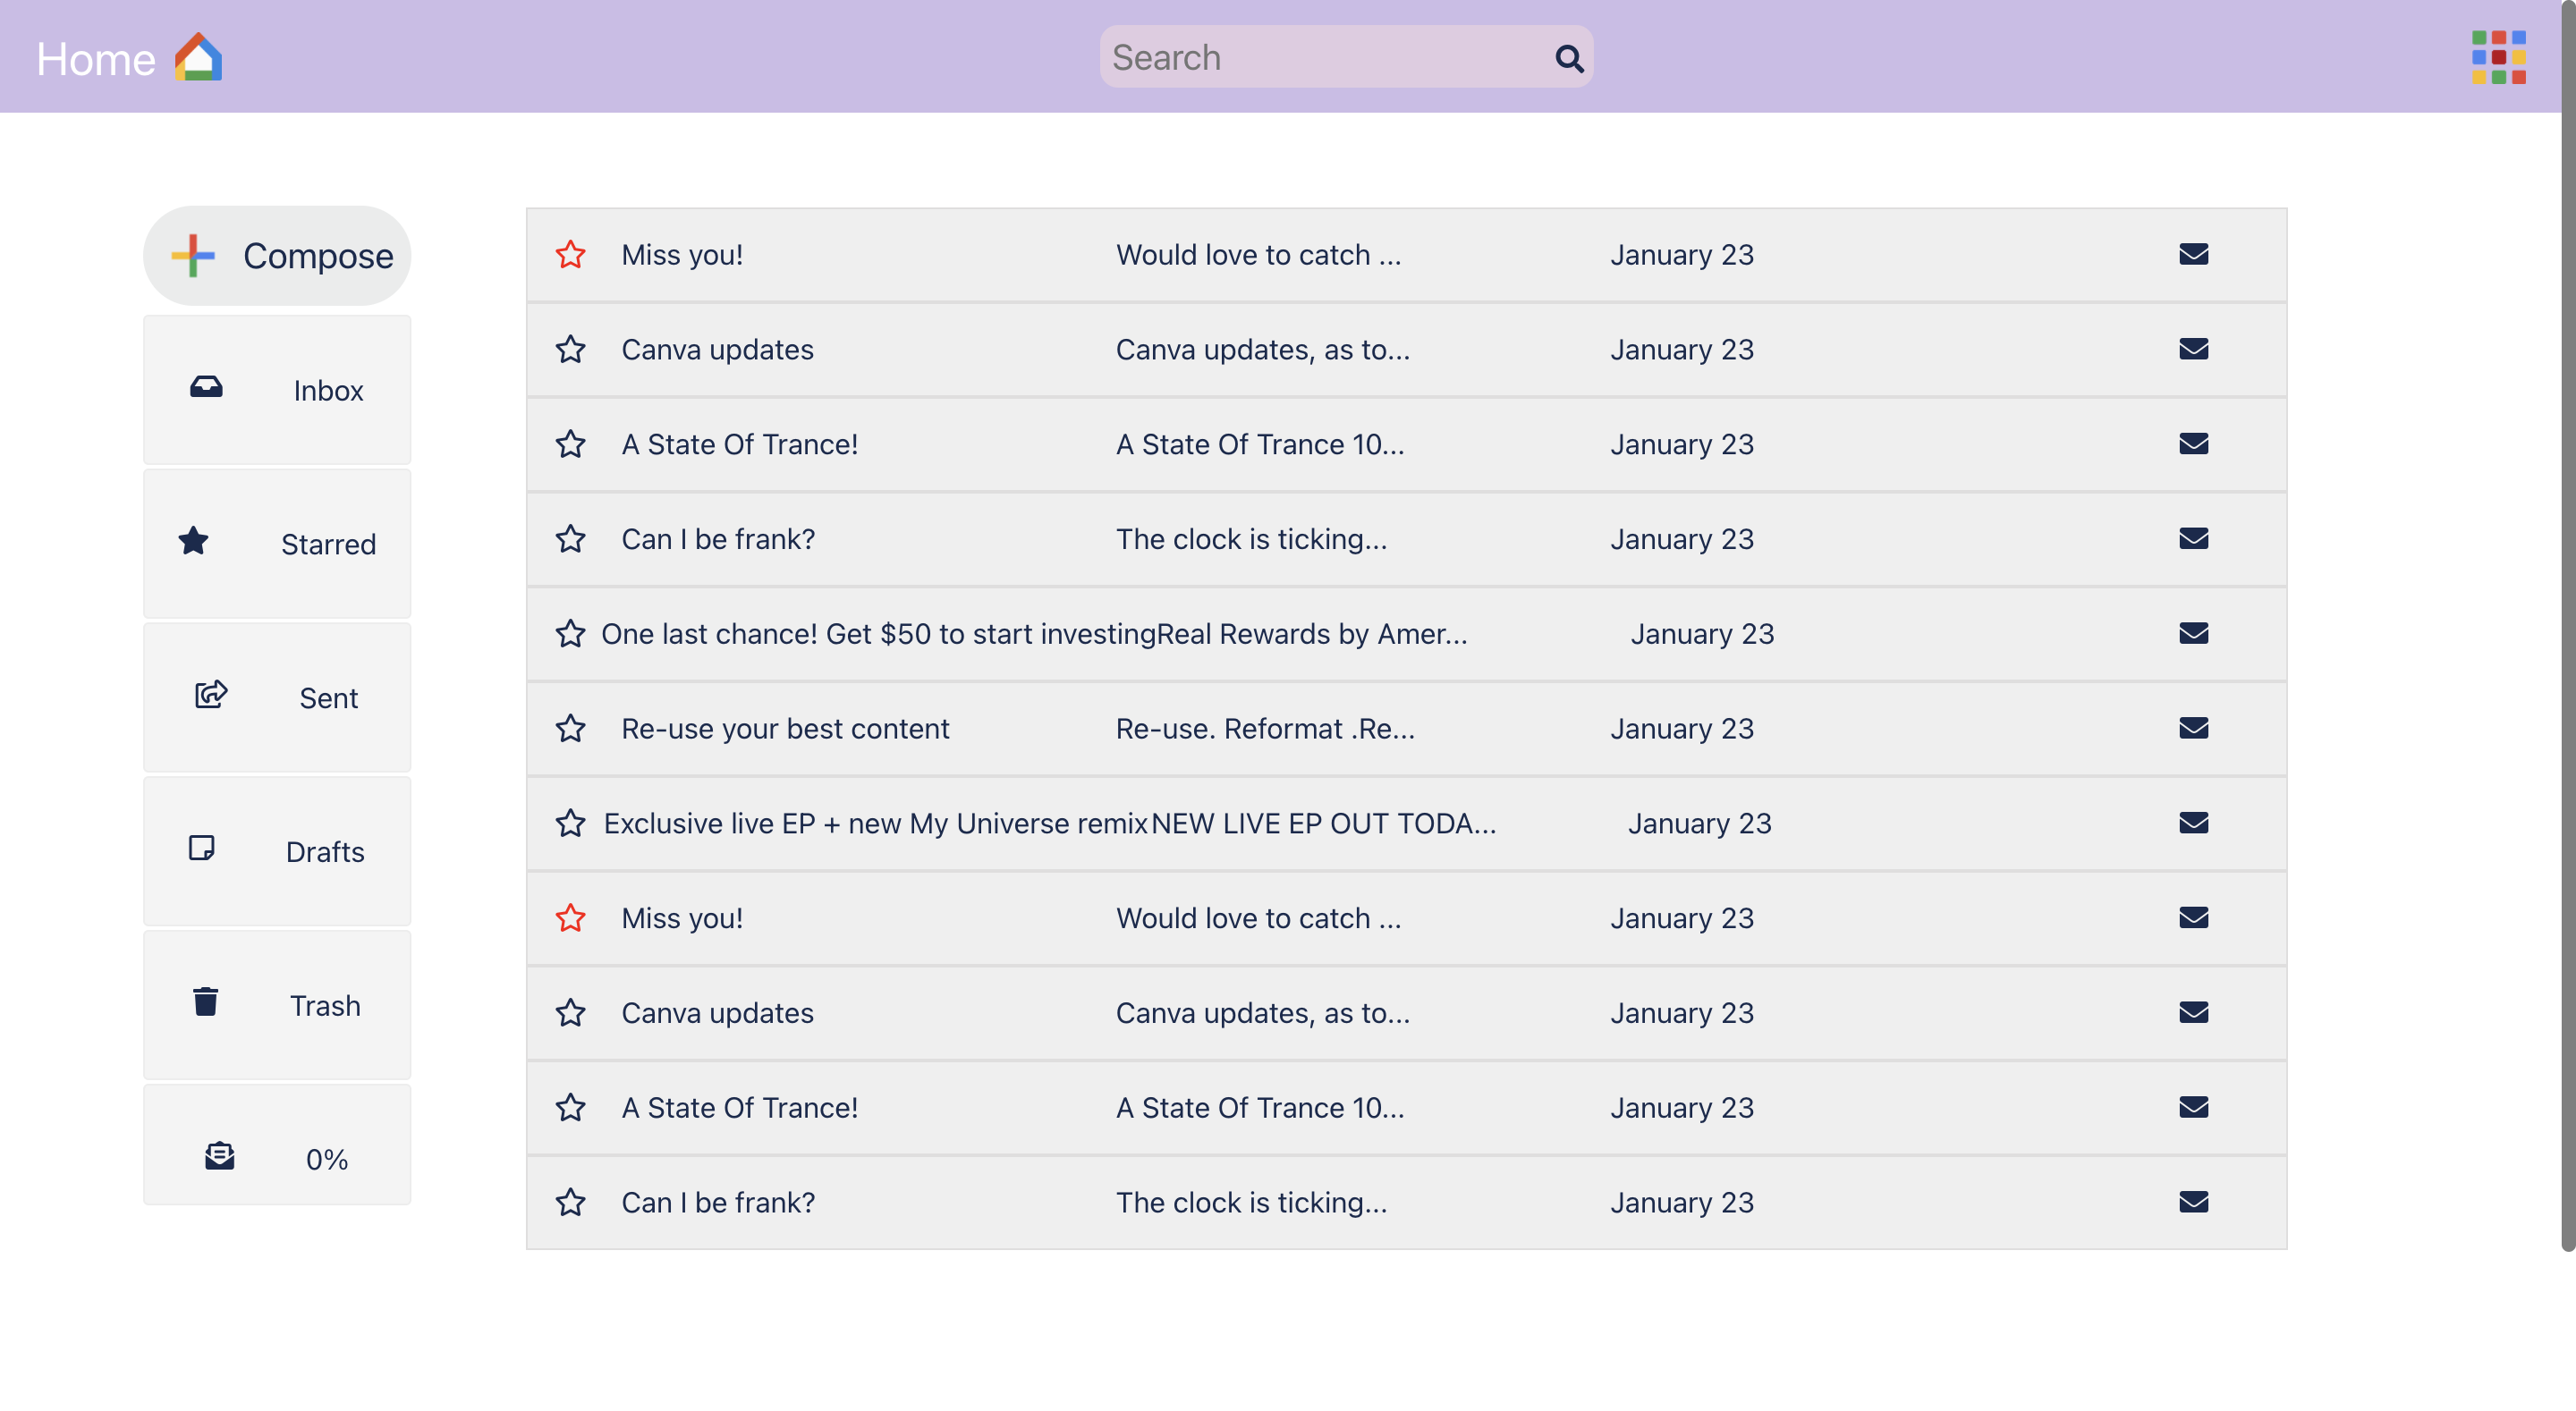 Home
Search
Compose
Inbox
Starred
Sent
Drafts
Trash
0%
Miss you! Would love to catch ... January 23
Canva updates Canva updates, as to... January 23
A State Of Trance! A State Of Trance 10... January 23
Can I be frank? The clock is ticking... January 23
One last chance! Get $50 to start investingReal Rewards by Amer... January 23
Re-use your best content Re-use. Reformat .Re... January 23
Exclusive live EP + new My Universe remixNEW LIVE EP OUT TODA... January 23
Miss you! Would love to catch ... January 23
Canva updates Canva updates, as to... January 23
A State Of Trance! A State Of Trance 10... January 23
Can I be frank? The clock is ticking... January 23